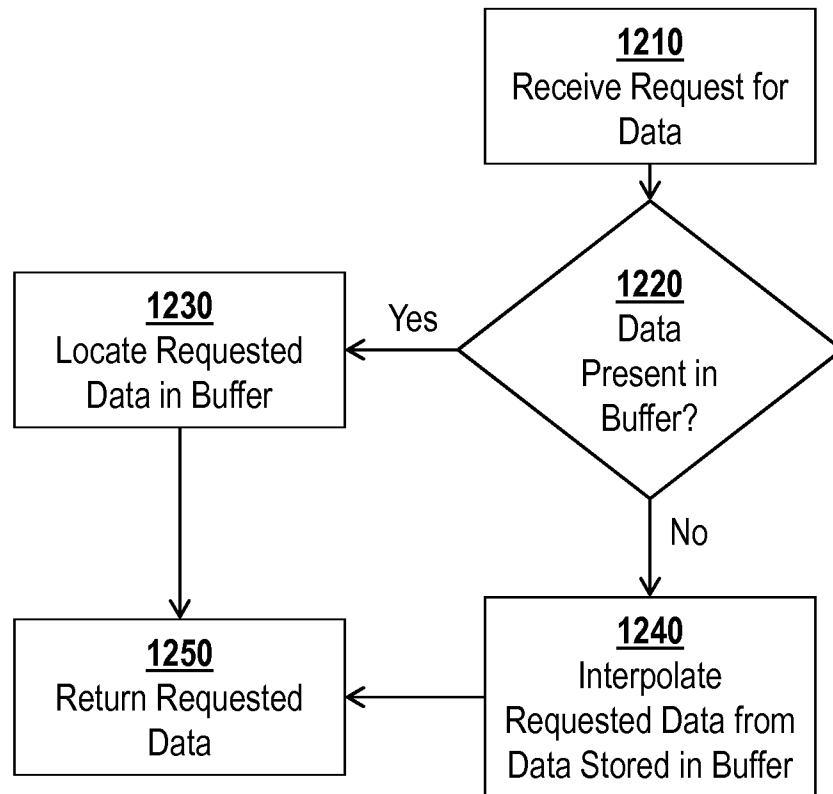 1210
Receive Request for
Data
1220
Data
Present in
Buffer?
Yes
1230
Locate Requested
Data in Buffer
No
1240
Interpolate
Requested Data from
Data Stored in Buffer
1250
Return Requested
Data